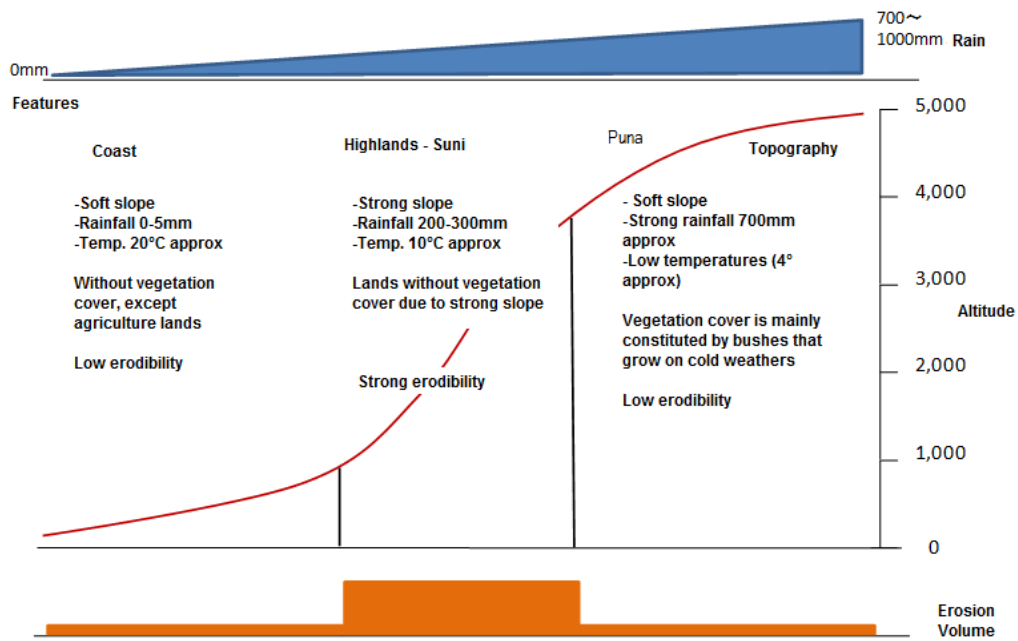 700～
1000mm Rain
0mm
Features
Coast
-Soft slope
-Rainfall 0-5mm
-Temp. 20°C approx
Without vegetation
cover, except
agriculture lands
Low erodibility
Highlands - Suni
-Strong slope
-Rainfall 200-300mm
-Temp. 10°C approx
Lands without vegetation
cover due to strong slope
Strong erodibility
Puna
Topography
- Soft slope
-Strong rainfall 700mm
approx
-Low temperatures (4°
approx)
Vegetation cover is mainly
constituted by bushes that
grow on cold weathers
Low erodibility
5,000
4,000
3,000
Altitude
2,000
1,000
0
Erosion
Volume